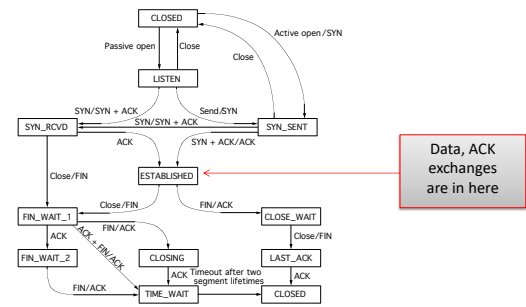 CLOSED
Active open/SYN
Passive open
Close
Close
LISTEN
SYN/SYN + ACK
Send/SYN
SYN/SYN + ACK
SYN_RCVD
SYN_SENT
ACK
SYN + ACK/ACK
Data, ACK
exchanges
are in here
ESTABLISHED
Close/FIN
FIN/ACK
Close/FIN
FIN_WAIT_1
CLOSE_WAIT
FIN/ACK
ACK
ACK + FIN/ACK
Close/FIN
FIN_WAIT_2
CLOSING
LAST_ACK
ACK
Timeout after two
segment lifetimes
ACK
FIN/ACK
TIME_WAIT
CLOSED